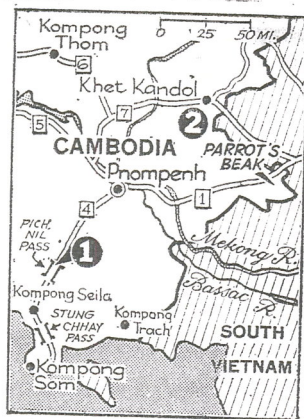 Kompong
Thom
0 25 50 MI.
6
Khet Kandol
7
5
2
CAMBODIA
PARROT'S
BEAK
Pnompenh
1
4
PICH
NIL
PASS
1
Mekong R.
Bassac R.
Kompong Seila
STUNG
CHHAY
PASS
Kompong
Trach
SOUTH
VIETNAM
Kompong
Som